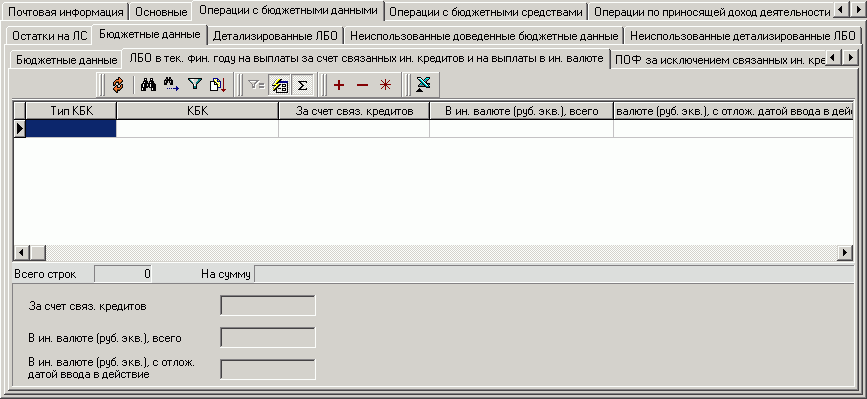 Почтовая информация Основные Операции с бюджетными данными Операции с бюджетными средствами Операции по приносящей доход деятельности
Остатки на ЛС Бюджетные данные Детализированные ЛБО Неиспользованные доведенные бюджетные данные Неиспользованные детализированные ЛБО
Бюджетные данные ЛБО в тек. фин. году на выплаты за счет связанных ин. кредитов и на выплаты в ин. валюте ПОФ за исключением связанных ин. кре
Тип КБК КБК За счет связ. кредитов В ин. валюте (руб. экв.), всего валюте (руб. экв.), с отлож. датой ввода в дей
Всего строк 0 На сумму
За счет связ. кредитов
В ин. валюте (руб. экв.), всего
В ин. валюте (руб. экв.), с отлож.
датой ввода в действие